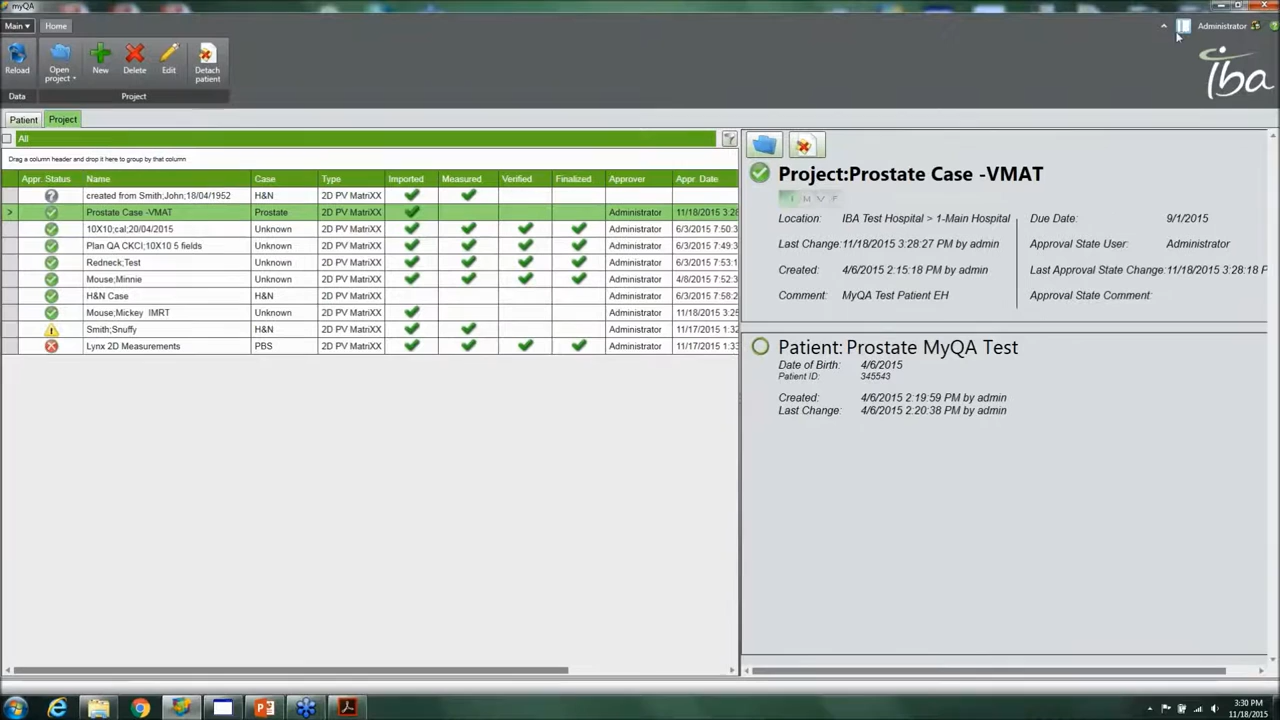 myQA
Main Home
Administrator
Reload
Open project
New
Delete
Edit
Detach patient
Data
Project
iba
Patient Project
All
Drag a column header and drop it here to group by that column
Appr. Status Name Case Type Imported Measured Verified Finalized Approver Appr. Date
created from Smith;John;18/04/1952 H&N 2D PV MatriXX
Prostate Case -VMAT Prostate 2D PV MatriXX Administrator 11/18/2015 3:28
10X10;cal;20/04/2015 Unknown 2D PV MatriXX Administrator 6/3/2015 7:50:3
Plan QA CKCI;10X10 5 fields Unknown 2D PV MatriXX Administrator 6/3/2015 7:49:3
Redneck;Test Unknown 2D PV MatriXX Administrator 6/3/2015 7:53:1
Mouse;Minnie Unknown 2D PV MatriXX Administrator 4/8/2015 7:52:3
H&N Case H&N 2D PV MatriXX Administrator 6/3/2015 7:58:2
Mouse;Mickey IMRT Unknown 2D PV MatriXX Administrator 11/18/2015 3:25
Smith;Snuffy H&N 2D PV MatriXX Administrator 11/17/2015 1:32
Lynx 2D Measurements PBS 2D PV MatriXX Administrator 11/17/2015 1:33
Project:Prostate Case -VMAT
I M V F
Location: IBA Test Hospital > 1-Main Hospital Due Date: 9/1/2015
Last Change: 11/18/2015 3:28:27 PM by admin Approval State User: Administrator
Created: 4/6/2015 2:15:18 PM by admin Last Approval State Change: 11/18/2015 3:28:18 P
Comment: MyQA Test Patient EH Approval State Comment:
Patient: Prostate MyQA Test
Date of Birth: 4/6/2015
Patient ID: 345543
Created: 4/6/2015 2:19:59 PM by admin
Last Change: 4/6/2015 2:20:38 PM by admin
3:30 PM
11/18/2015